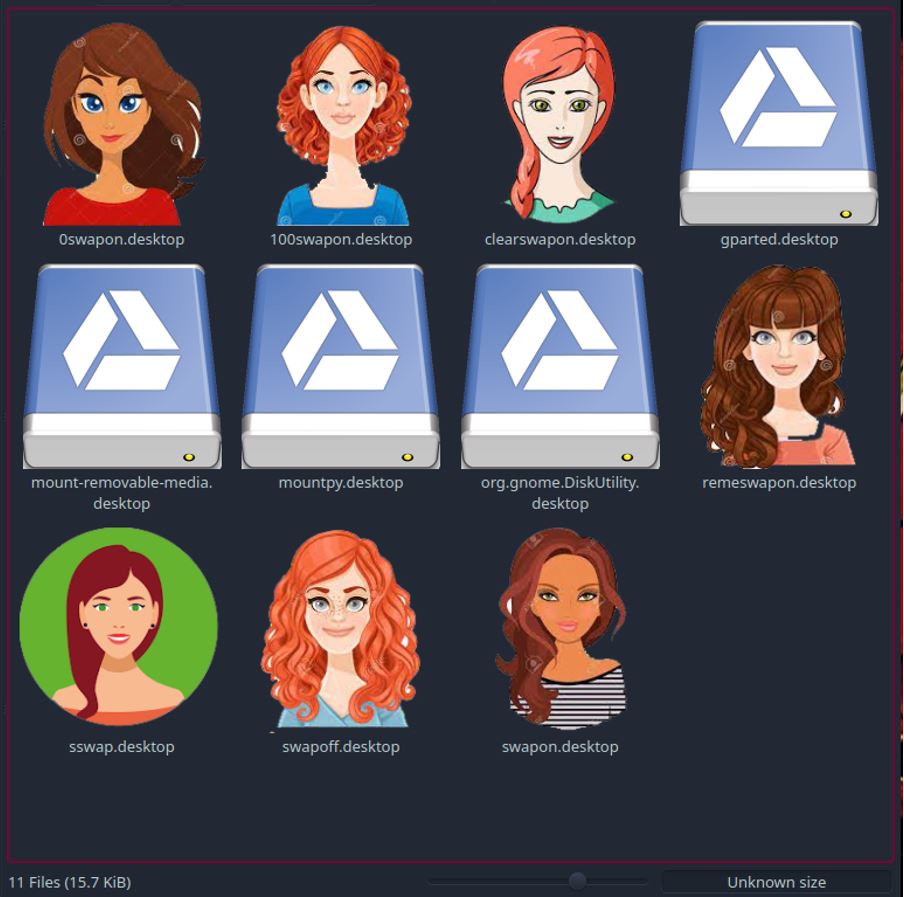 0swapon.desktop
100swapon.desktop
clearswapon.desktop
gparted.desktop
mount-removable-media.
desktop
mountpy.desktop
org.gnome.DiskUtility.
desktop
remeswapon.desktop
sswap.desktop
swapoff.desktop
swapon.desktop
11 Files (15.7 KiB)
Unknown size